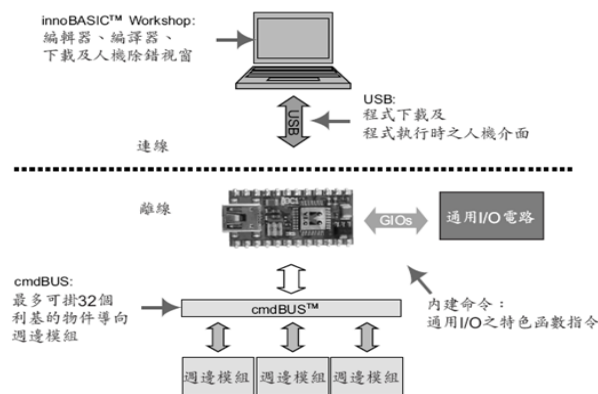 innoBASIC™ Workshop:
編輯器、編譯器、
下載及人機除錯視窗
USB
USB:
程式下載及
程式執行時之人機介面
連線
離線
GIOs
通用I/O電路
cmdBUS:
最多可掛32個
利基的物件導向
週邊模組
cmdBUS™
內建命令：
通用I/O之特色函數指令
週邊模組
週邊模組
週邊模組